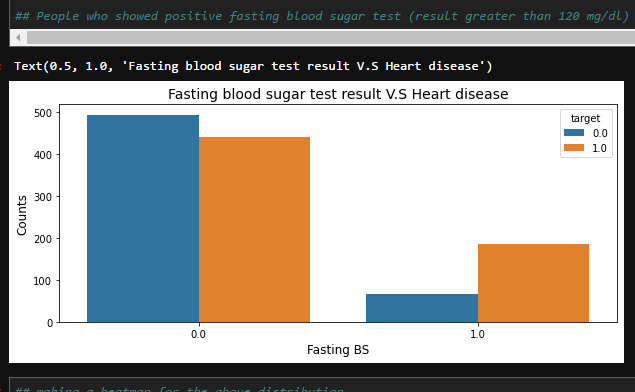 ## People who showed positive fasting blood sugar test (result greater than 120 mg/dl)
Text(0.5, 1.0, 'Fasting blood sugar test result V.S Heart disease')
Fasting blood sugar test result V.S Heart disease
500
400
300
200
100
0
Counts
target
0.0
1.0
0.0
1.0
Fasting BS
## making a heatmap for the above distribution